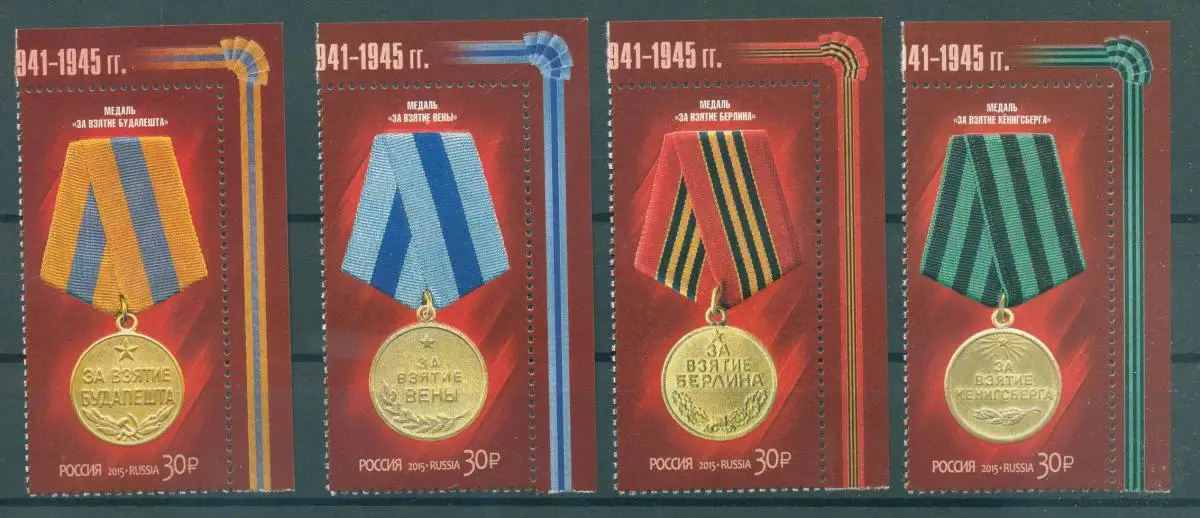 941–1945 ГГ.
МЕДАЛЬ
«ЗА ВЗЯТИЕ БУДАПЕШТА»
ЗА ВЗЯТИЕ
БУДАПЕШТА
РОССИЯ 2015•RUSSIA 30₽
941–1945 ГГ.
МЕДАЛЬ
«ЗА ВЗЯТИЕ ВЕНЫ»
ЗА
ВЗЯТИЕ
ВЕНЫ
РОССИЯ 2015•RUSSIA 30₽
941–1945 ГГ.
МЕДАЛЬ
«ЗА ВЗЯТИЕ БЕРЛИНА»
ЗА
ВЗЯТИЕ
БЕРЛИНА
РОССИЯ 2015•RUSSIA 30₽
941–1945 ГГ.
МЕДАЛЬ
«ЗА ВЗЯТИЕ КЁНИГСБЕРГА»
ЗА
ВЗЯТИЕ
КЕНИГСБЕРГА
РОССИЯ 2015•RUSSIA 30₽